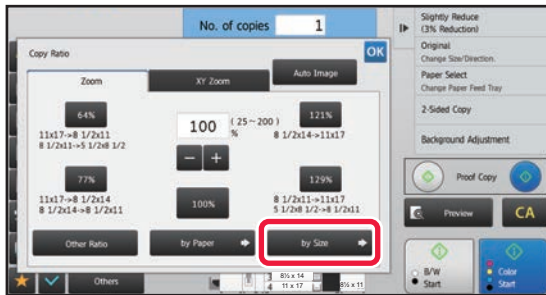 No. of copies 1
Copy Ratio
OK
Zoom
XY Zoom
Auto Image
64%
11x17->8 1/2x11
8 1/2x11->5 1/2x8 1/2
100
( 25~200 )
%
121%
8 1/2x14->11x17
77%
11x17->8 1/2x14
8 1/2x14->8 1/2x11
100%
129%
8 1/2x11->11x17
5 1/2x8 1/2->8 1/2x11
Other Ratio
by Paper
by Size
Others
3 8½ x 14
4 11 x 17
8½ x 11
Slightly Reduce
(3% Reduction)
Original
Change Size/Direction.
Paper Select
Change Paper Feed Tray
2-Sided Copy
Background Adjustment
Proof Copy
Preview
CA
B/W
Start
Color
Start